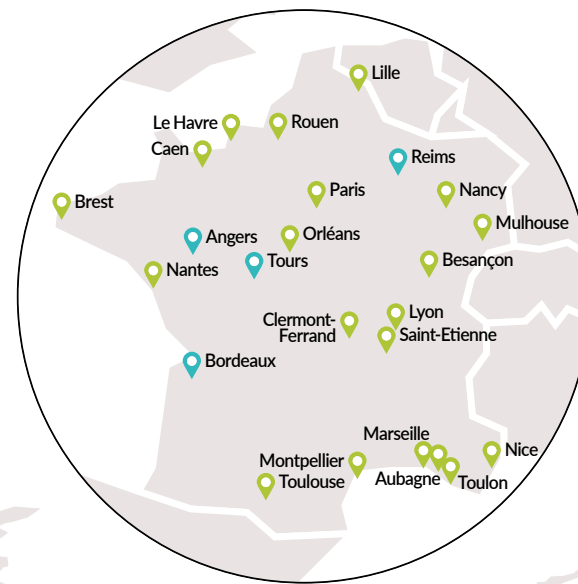 Lille
Le Havre
Rouen
Caen
Reims
Paris
Nancy
Brest
Mulhouse
Angers
Orléans
Tours
Besançon
Nantes
Lyon
Clermont-
Ferrand
Saint-Etienne
Bordeaux
Marseille
Nice
Montpellier
Aubagne
Toulouse
Toulon